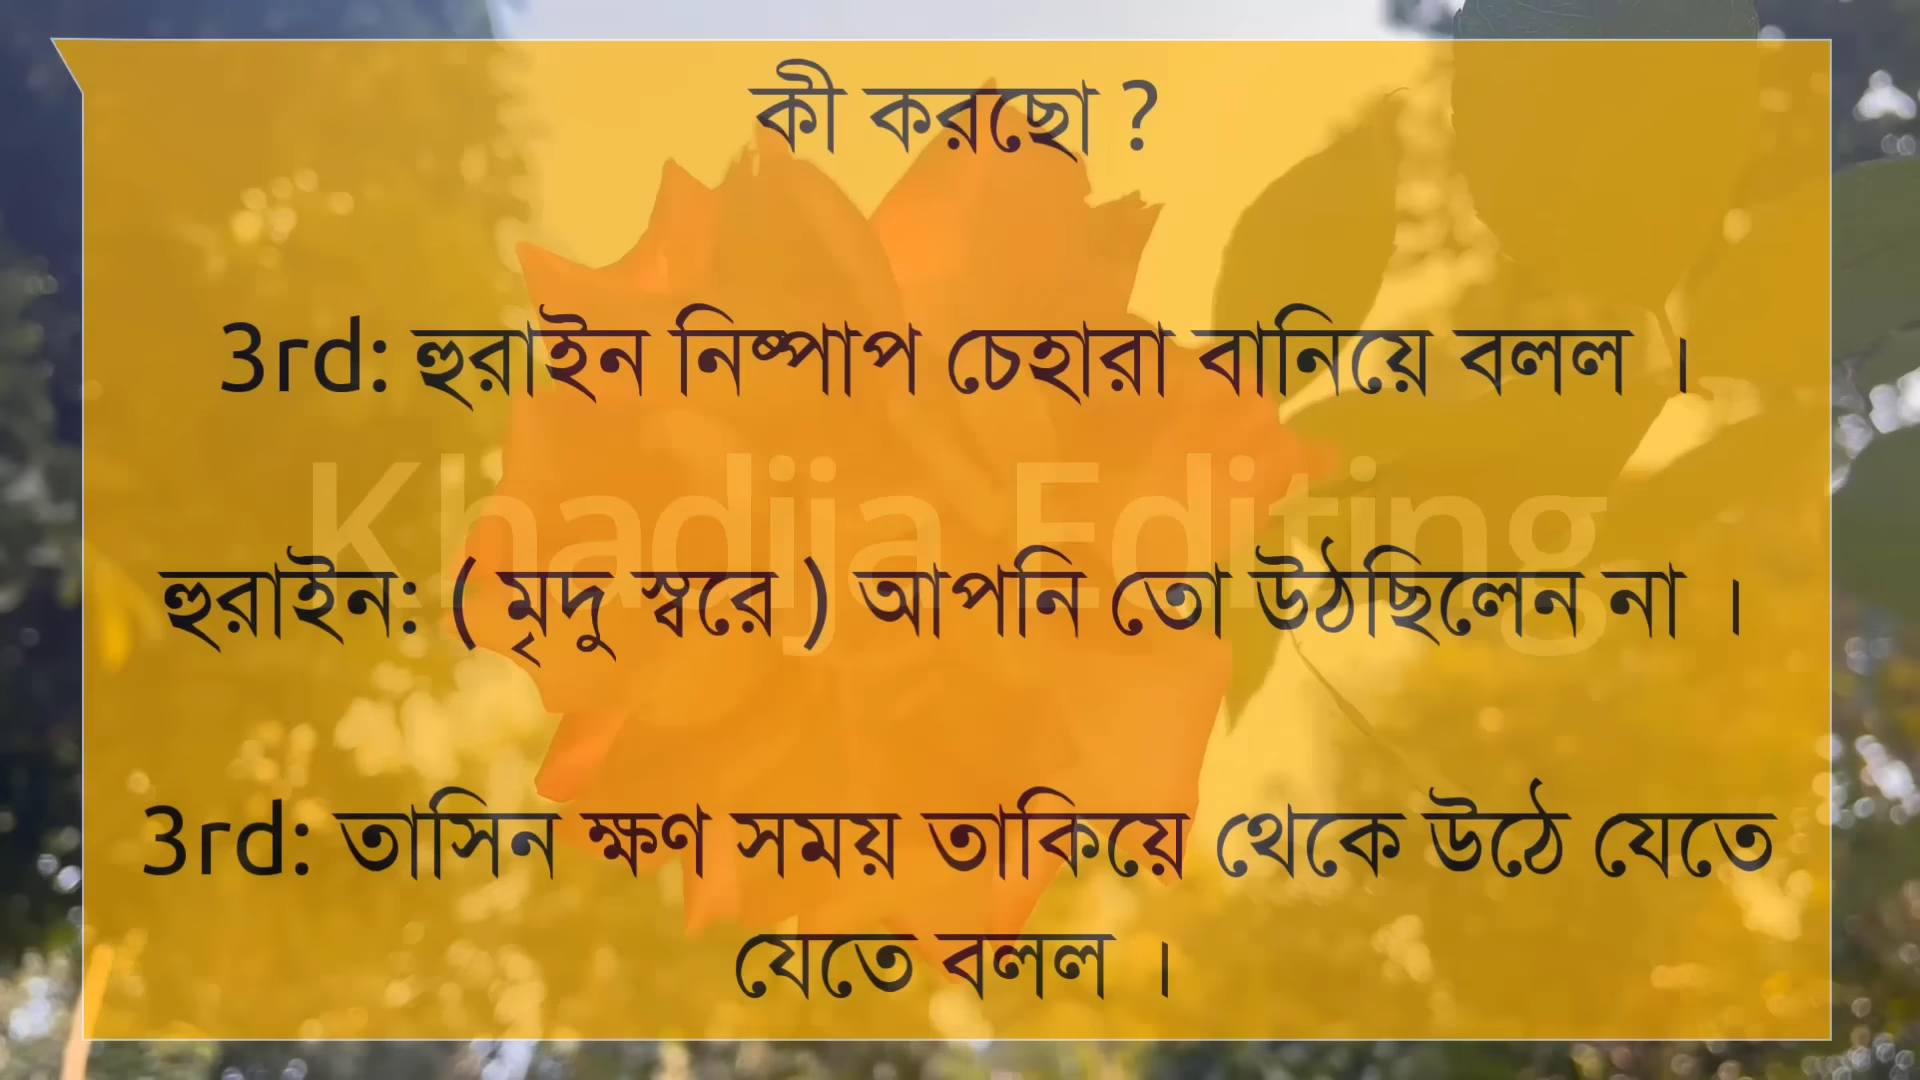 কী করছো ?
3rd: হুরাইন নিষ্পাপ চেহারা বানিয়ে বলল ।
Khadija Editing
হুরাইন: ( মৃদু স্বরে ) আপনি তো উঠছিলেন না ।
3rd: তাসিন ক্ষণ সময় তাকিয়ে থেকে উঠে যেতে
যেতে বলল ।